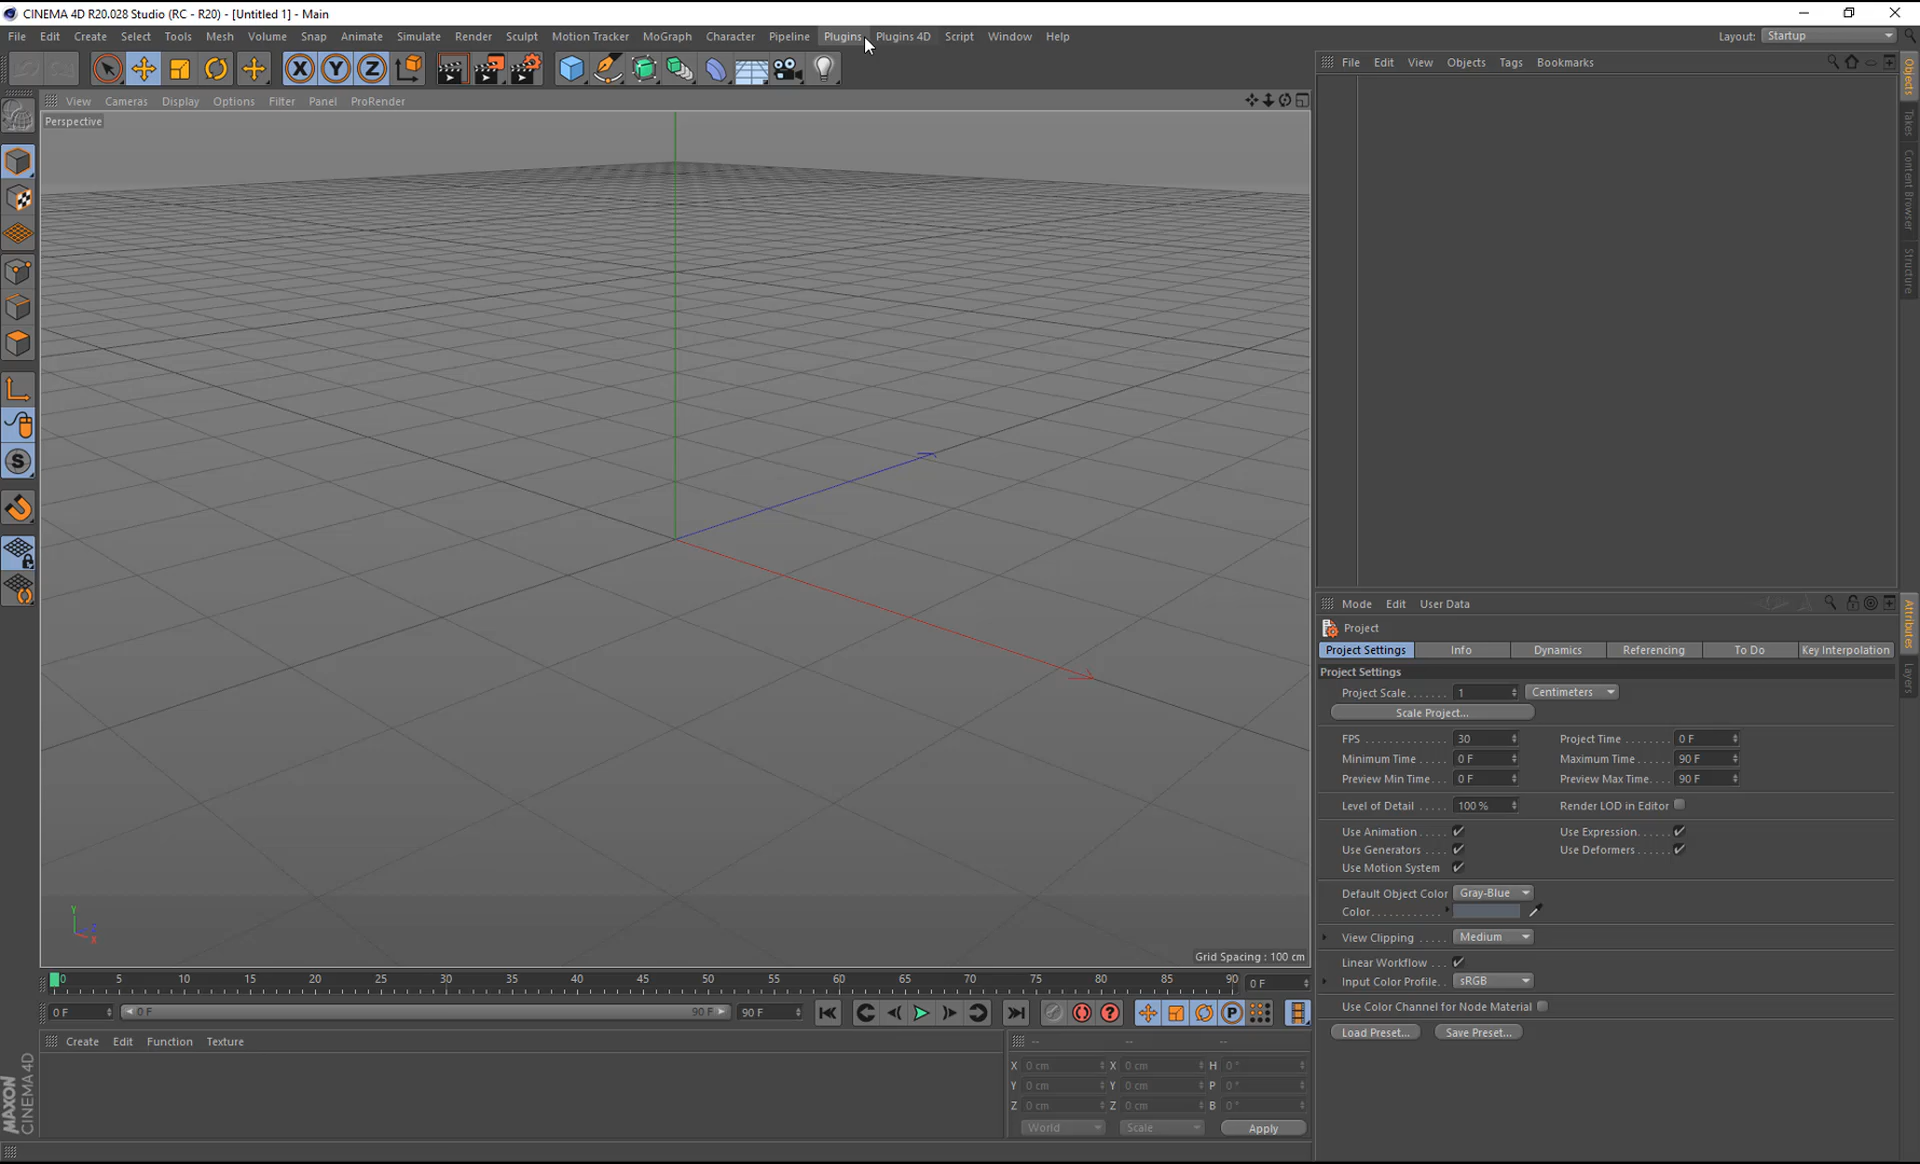 CINEMA 4D R20.028 Studio (RC - R20) - [Untitled 1] - Main
File Edit Create Select Tools Mesh Volume Snap Animate Simulate Render Sculpt Motion Tracker MoGraph Character Pipeline Plugins Plugins 4D Script Window Help Layout: Startup
X Y Z
File Edit View Objects Tags Bookmarks
View Cameras Display Options Filter Panel ProRender
Perspective
Objects
Takes
Content Browser
Structure
S
Y
Z
X
Grid Spacing : 100 cm
Mode Edit User Data
Project
Project Settings Info Dynamics Referencing To Do Key Interpolation
Project Settings
Project Scale....... 1 Centimeters
Scale Project...
FPS .............. 30 Project Time ........ 0 F
Minimum Time ..... 0 F Maximum Time ...... 90 F
Preview Min Time... 0 F Preview Max Time.... 90 F
Level of Detail ..... 100 % Render LOD in Editor
Use Animation ..... Use Expression......
Use Generators .... Use Deformers......
Use Motion System
Default Object Color Gray-Blue
Color............
View Clipping ..... Medium
Linear Workflow ...
Input Color Profile.. sRGB
Use Color Channel for Node Material
Load Preset... Save Preset...
Attributes
Layers
0 5 10 15 20 25 30 35 40 45 50 55 60 65 70 75 80 85 90 0 F
0 F 0 F 90 F 90 F P
Create Edit Function Texture
-- -- --
X 0 cm X 0 cm H 0 °
Y 0 cm Y 0 cm P 0 °
Z 0 cm Z 0 cm B 0 °
World Scale Apply
MAXON
CINEMA 4D